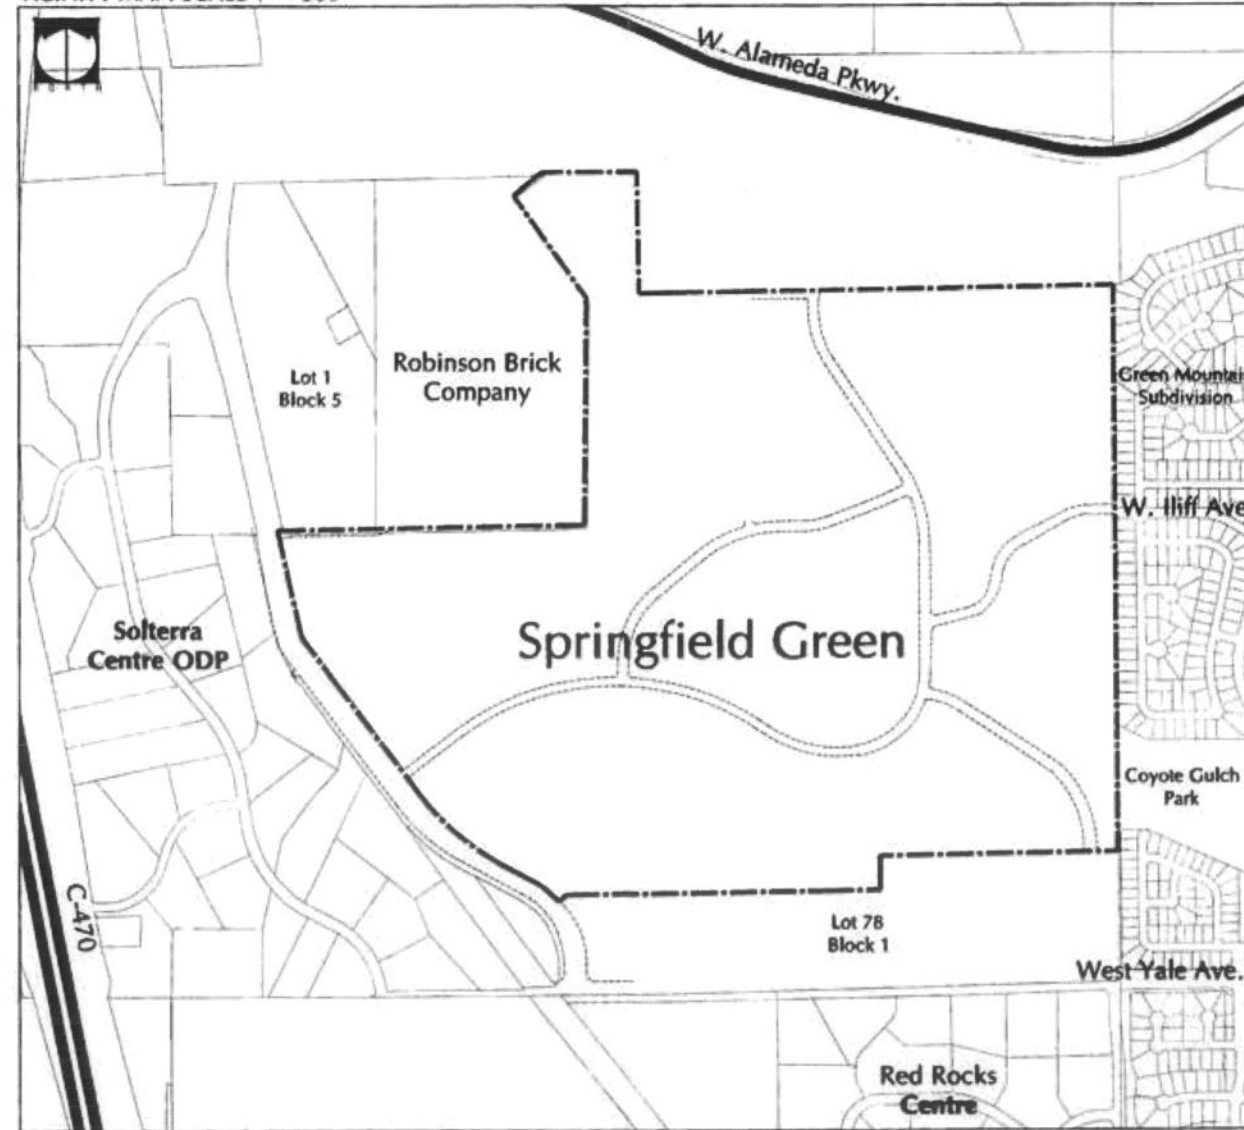 W. Alameda Pkwy.
Robinson Brick
Company
Lot 1
Block 5
Green Mountain
Subdivision
W. Iliff Ave
Springfield Green
Solterra
Centre ODP
Coyote Gulch
Park
C-470
Lot 78
Block 1
West Yale Ave.
Red Rocks
Centre